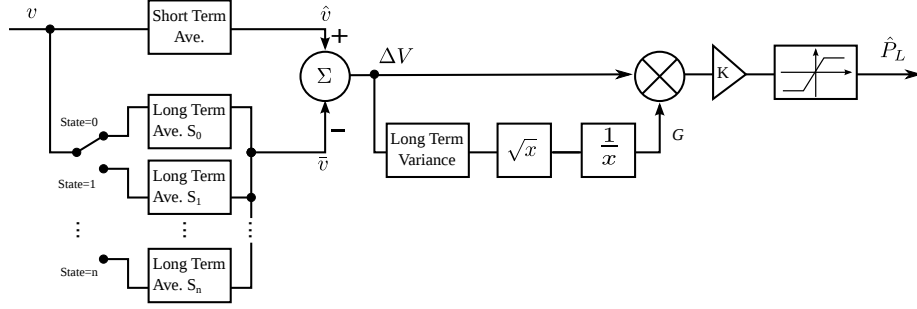 v
Short Term
Ave.
v̂
+
Σ
ΔV
K
P̂_L
State=0
Long Term
Ave. S₀
−
v̄
Long Term
Variance
√x
1/x
G
State=1
Long Term
Ave. S₁
⋮ ⋮ ⋮
State=n
Long Term
Ave. Sₙ